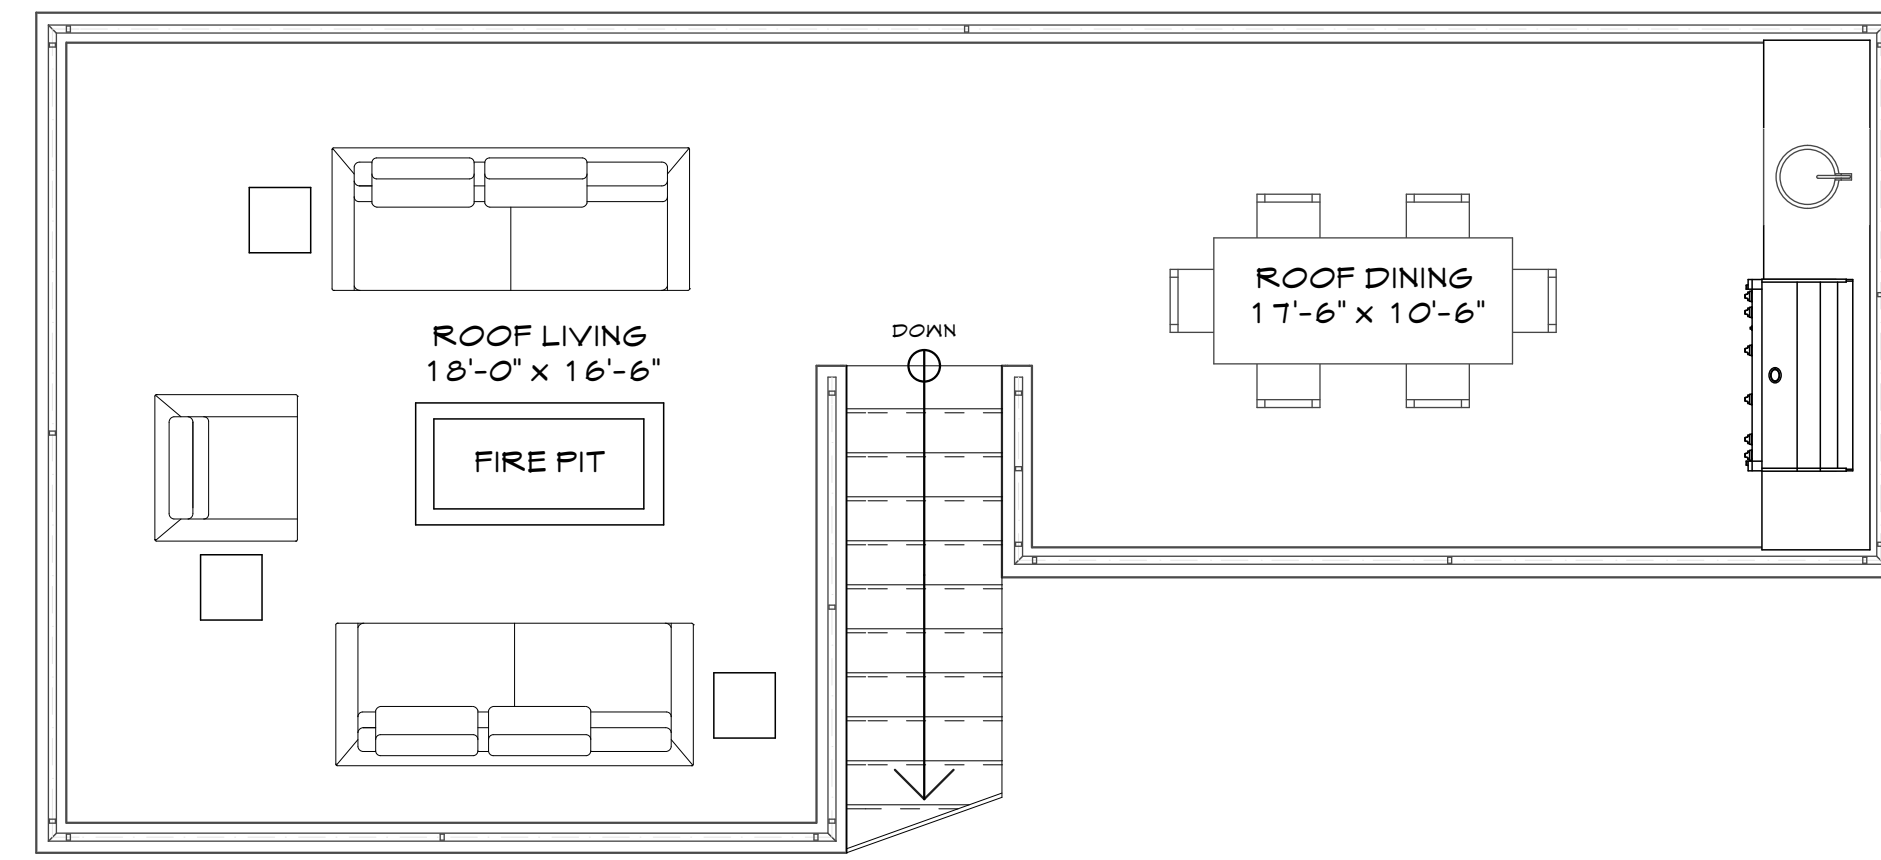 ROOF LIVING
18'-0" x 16'-6"
FIRE PIT
DOWN
ROOF DINING
17'-6" x 10'-6"